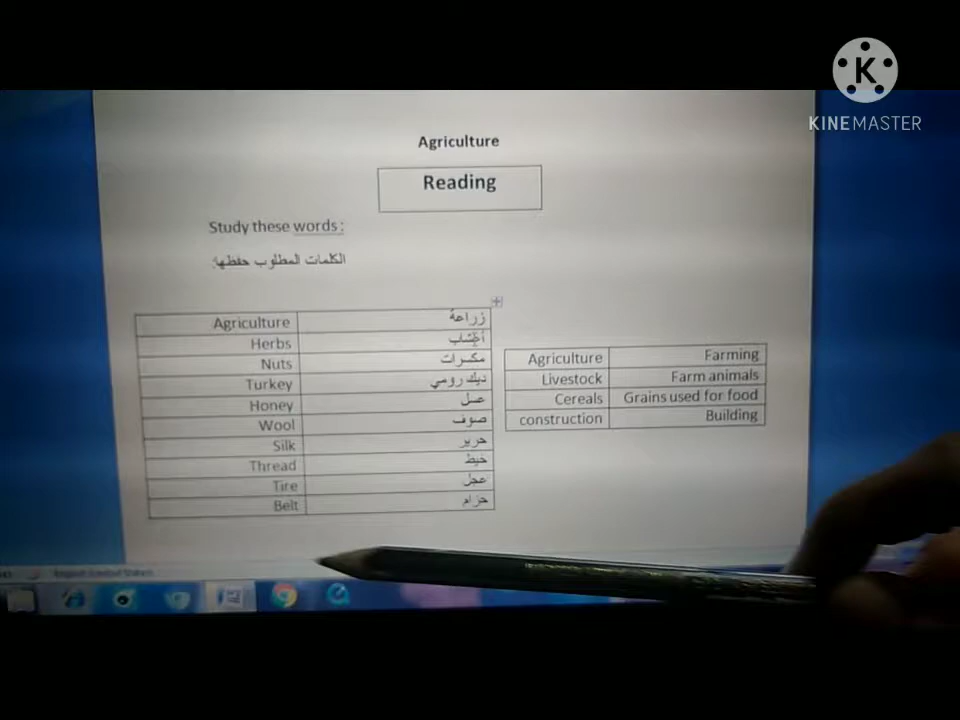 K
KINEMASTER
Agriculture
Reading
Study these words :
الكلمات المطلوب حفظها:
Agriculture زراعة
Herbs أعشاب
Nuts مكسرات
Turkey ديك رومي
Honey عسل
Wool صوف
Silk حرير
Thread خيط
Tire عجل
Belt حزام
Agriculture Farming
Livestock Farm animals
Cereals Grains used for food
construction Building